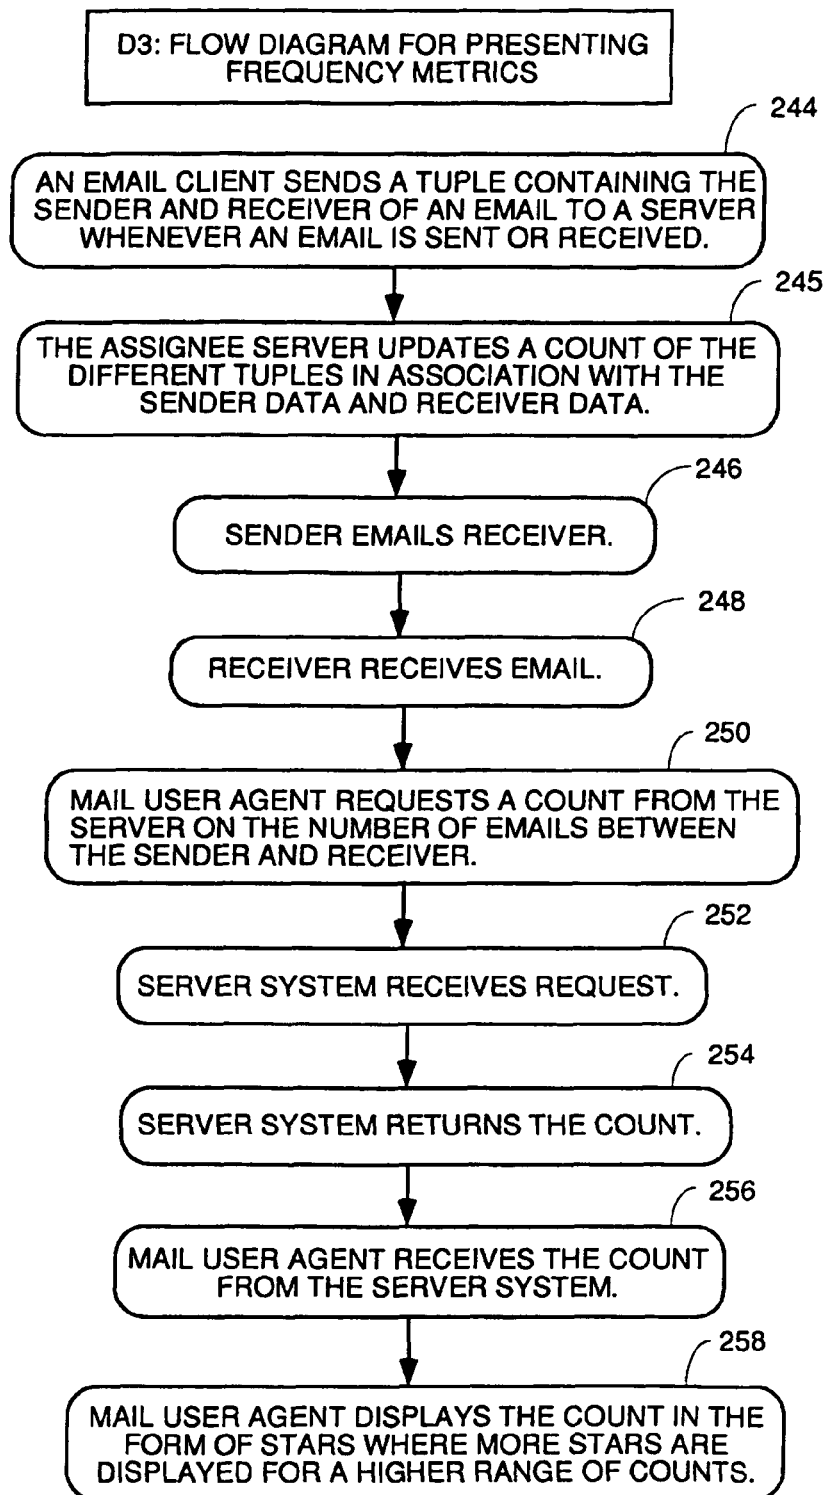 D3: FLOW DIAGRAM FOR PRESENTING
FREQUENCY METRICS
244
AN EMAIL CLIENT SENDS A TUPLE CONTAINING THE
SENDER AND RECEIVER OF AN EMAIL TO A SERVER
WHENEVER AN EMAIL IS SENT OR RECEIVED.
245
THE ASSIGNEE SERVER UPDATES A COUNT OF THE
DIFFERENT TUPLES IN ASSOCIATION WITH THE
SENDER DATA AND RECEIVER DATA.
246
SENDER EMAILS RECEIVER.
248
RECEIVER RECEIVES EMAIL.
250
MAIL USER AGENT REQUESTS A COUNT FROM THE
SERVER ON THE NUMBER OF EMAILS BETWEEN
THE SENDER AND RECEIVER.
252
SERVER SYSTEM RECEIVES REQUEST.
254
SERVER SYSTEM RETURNS THE COUNT.
256
MAIL USER AGENT RECEIVES THE COUNT
FROM THE SERVER SYSTEM.
258
MAIL USER AGENT DISPLAYS THE COUNT IN THE
FORM OF STARS WHERE MORE STARS ARE
DISPLAYED FOR A HIGHER RANGE OF COUNTS.